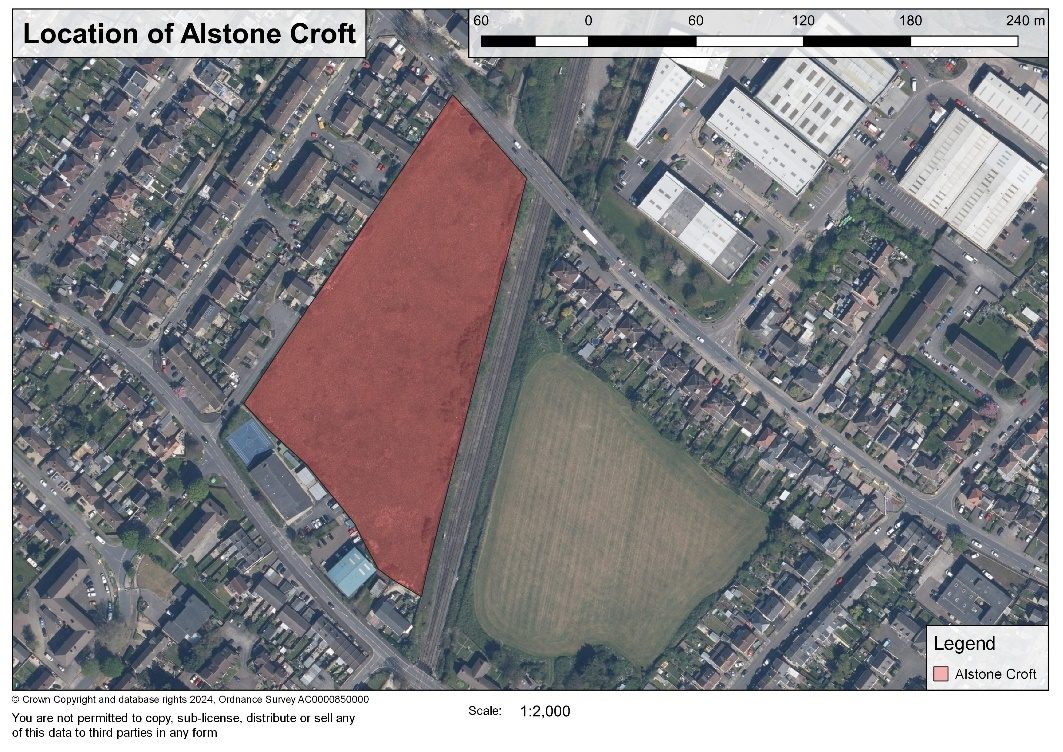 Location of Alstone Croft
60 0 60 120 180 240 m
Legend
Alstone Croft
© Crown Copyright and database rights 2024, Ordnance Survey AC0000850000
You are not permitted to copy, sub-license, distribute or sell any
of this data to third parties in any form
Scale: 1:2,000